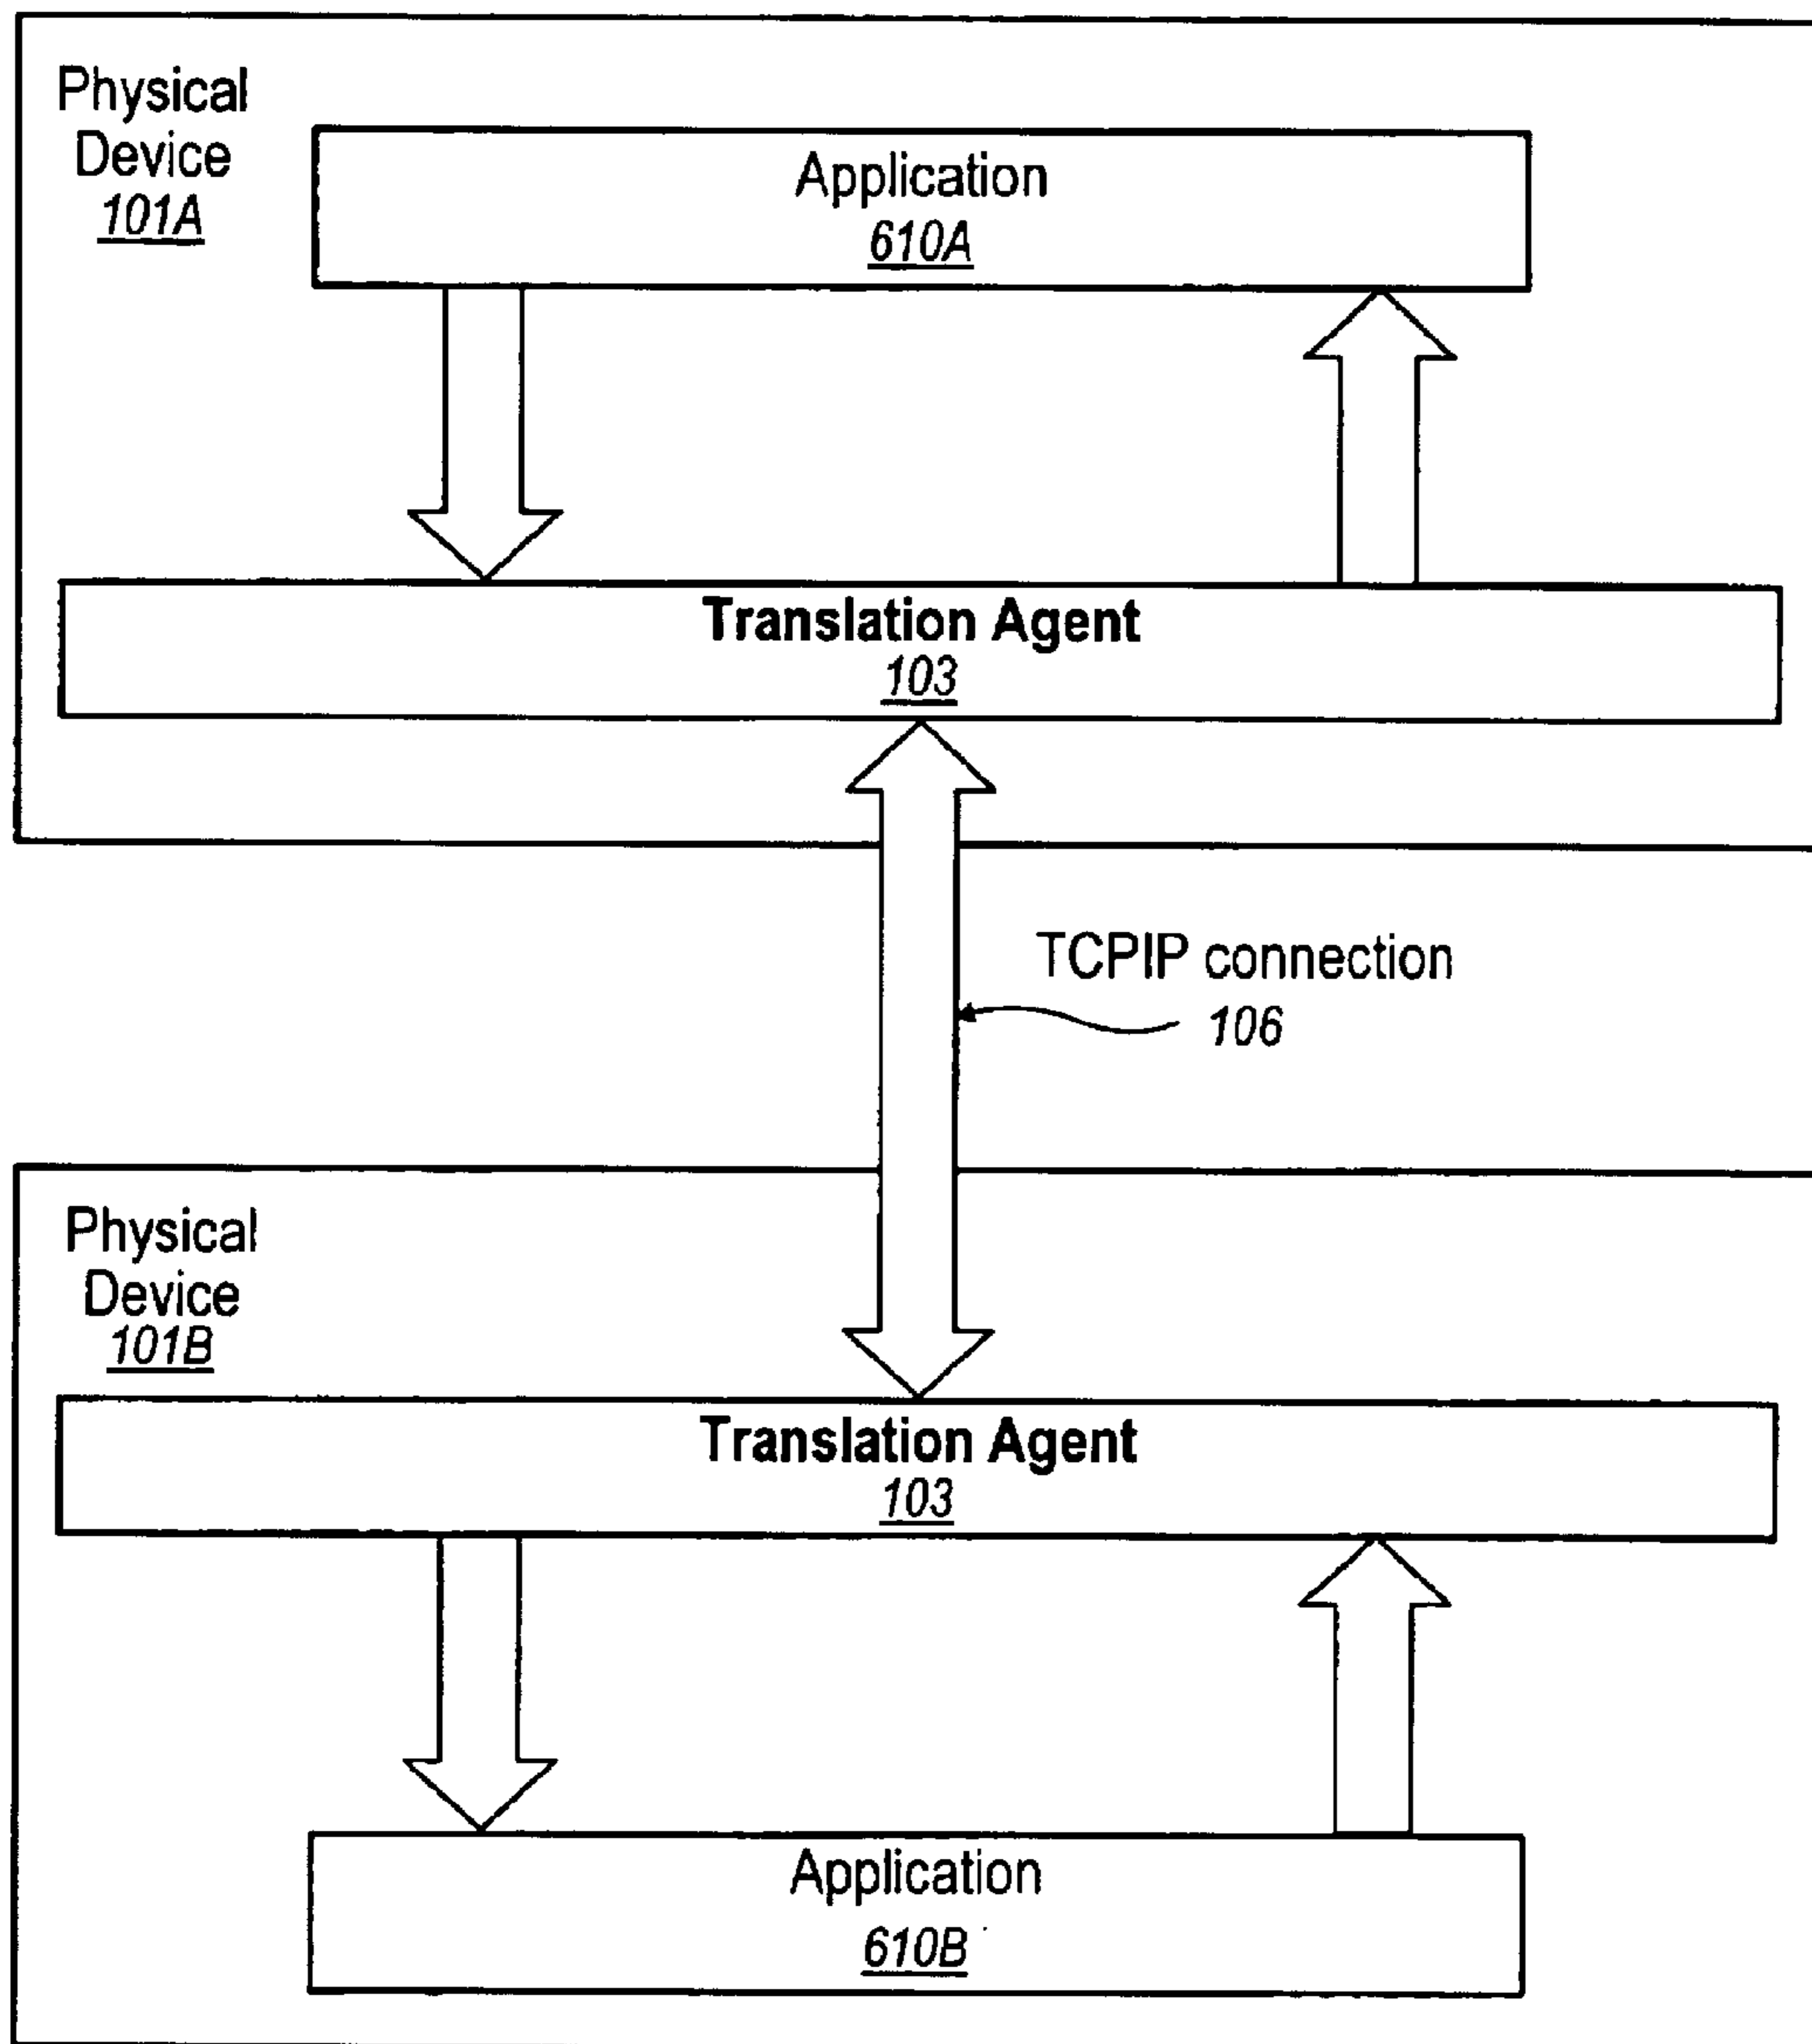 Physical
Device
101A
Application
610A
Translation Agent
103
TCPIP connection
106
Physical
Device
101B
Translation Agent
103
Application
610B